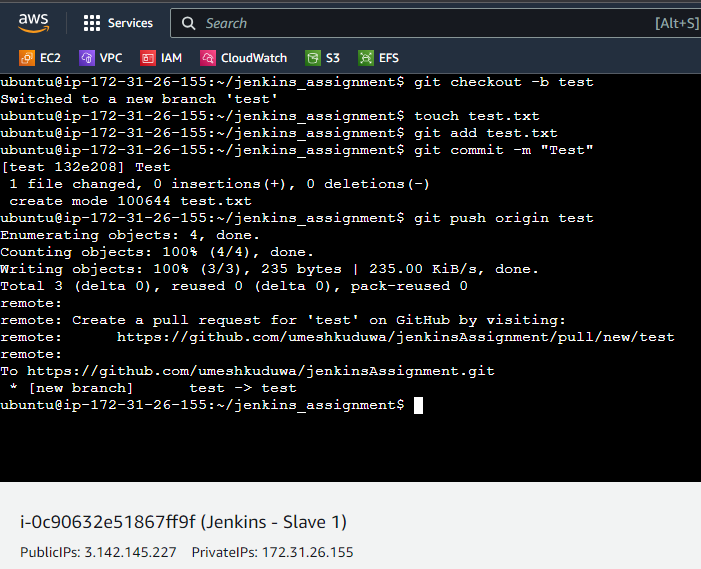 aws
Services
Search
[Alt+S]
EC2 VPC IAM CloudWatch S3 EFS
ubuntu@ip-172-31-26-155:~/jenkins_assignment$ git checkout -b test
Switched to a new branch 'test'
ubuntu@ip-172-31-26-155:~/jenkins_assignment$ touch test.txt
ubuntu@ip-172-31-26-155:~/jenkins_assignment$ git add test.txt
ubuntu@ip-172-31-26-155:~/jenkins_assignment$ git commit -m "Test"
[test 132e208] Test
 1 file changed, 0 insertions(+), 0 deletions(-)
 create mode 100644 test.txt
ubuntu@ip-172-31-26-155:~/jenkins_assignment$ git push origin test
Enumerating objects: 4, done.
Counting objects: 100% (4/4), done.
Writing objects: 100% (3/3), 235 bytes | 235.00 KiB/s, done.
Total 3 (delta 0), reused 0 (delta 0), pack-reused 0
remote:
remote: Create a pull request for 'test' on GitHub by visiting:
remote:      https://github.com/umeshkuduwa/jenkinsAssignment/pull/new/test
remote:
To https://github.com/umeshkuduwa/jenkinsAssignment.git
 * [new branch]      test -> test
ubuntu@ip-172-31-26-155:~/jenkins_assignment$
i-0c90632e51867ff9f (Jenkins - Slave 1)
PublicIPs: 3.142.145.227 PrivateIPs: 172.31.26.155